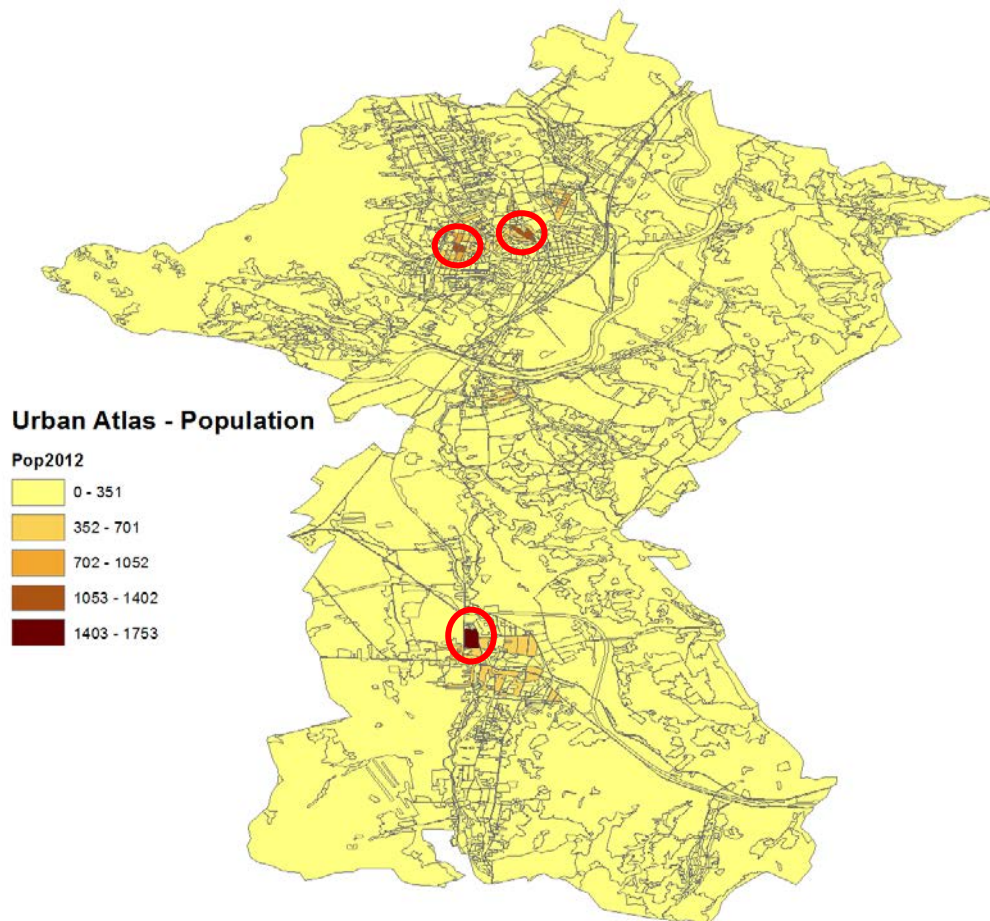 Urban Atlas - Population
Pop2012
0 - 351
352 - 701
702 - 1052
1053 - 1402
1403 - 1753